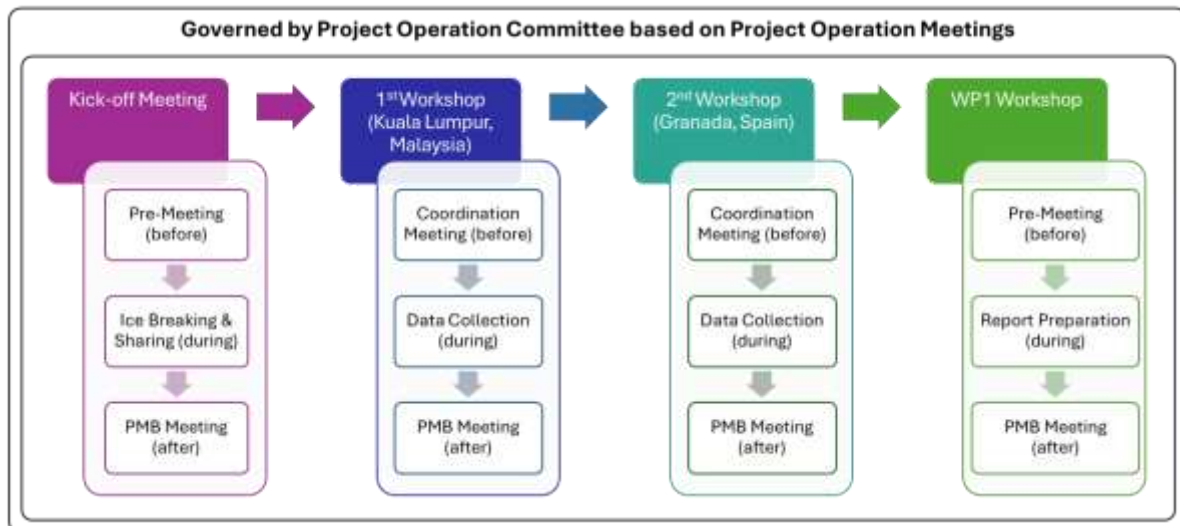 Governed by Project Operation Committee based on Project Operation Meetings
Kick-off Meeting
1st Workshop
(Kuala Lumpur,
Malaysia)
2nd Workshop
(Granada, Spain)
WP1 Workshop
Pre-Meeting
(before)
Ice Breaking &
Sharing (during)
PMB Meeting
(after)
Coordination
Meeting (before)
Data Collection
(during)
PMB Meeting
(after)
Coordination
Meeting (before)
Data Collection
(during)
PMB Meeting
(after)
Pre-Meeting
(before)
Report Preparation
(during)
PMB Meeting
(after)